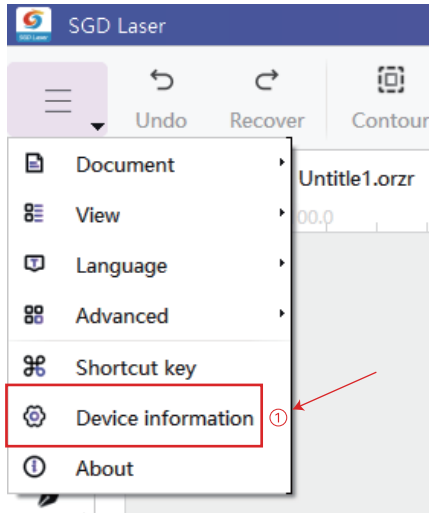 SGD Laser
SGD Laser
Undo Recover Contour
Document
Untitle1.orzr
View
00.0
Language
Advanced
Shortcut key
Device information ①
About